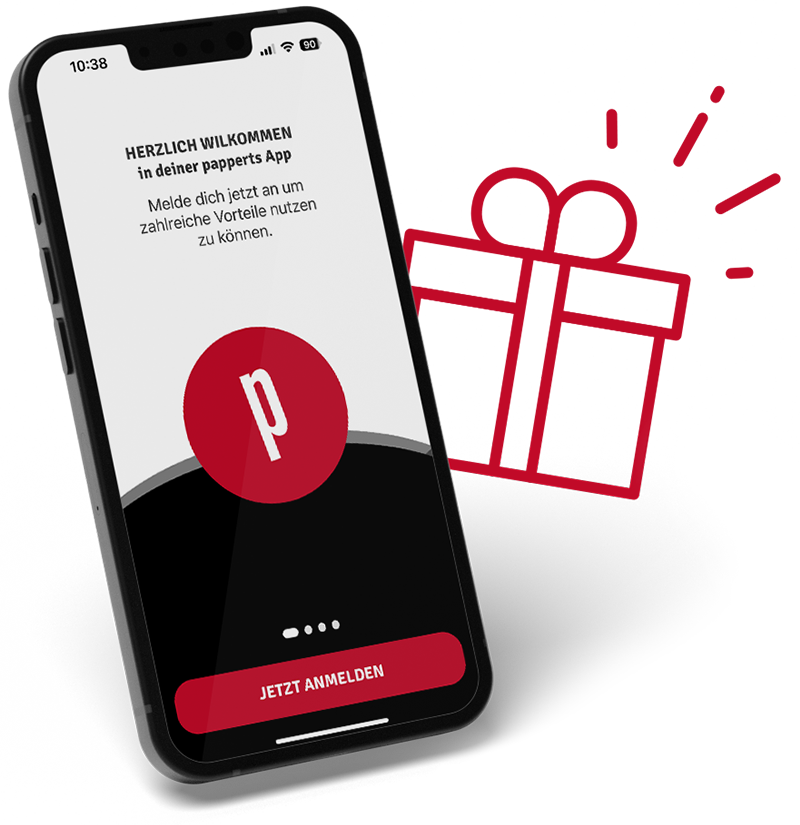 10:38
90
HERZLICH WILKOMMEN
in deiner papperts App
Melde dich jetzt an um
zahlreiche Vorteile nutzen
zu können.
p
JETZT ANMELDEN